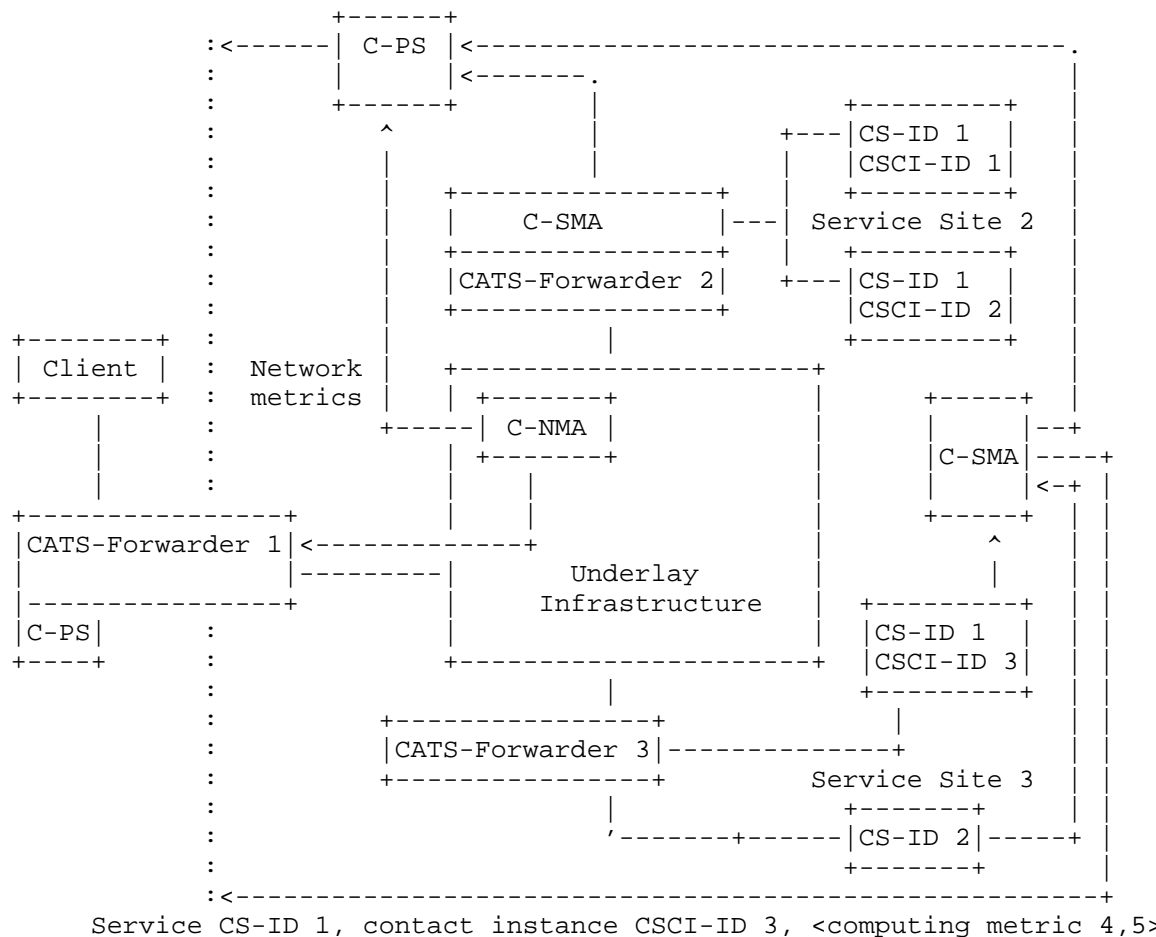 C-PS
CS-ID 1
CSCI-ID 1
C-SMA
Service Site 2
CATS-Forwarder 2
CS-ID 1
CSCI-ID 2
Client
Network
metrics
C-NMA
C-SMA
CATS-Forwarder 1
Underlay
Infrastructure
C-PS
CS-ID 1
CSCI-ID 3
CATS-Forwarder 3
Service Site 3
CS-ID 2
Service CS-ID 1, contact instance CSCI-ID 3, <computing metric 4,5>